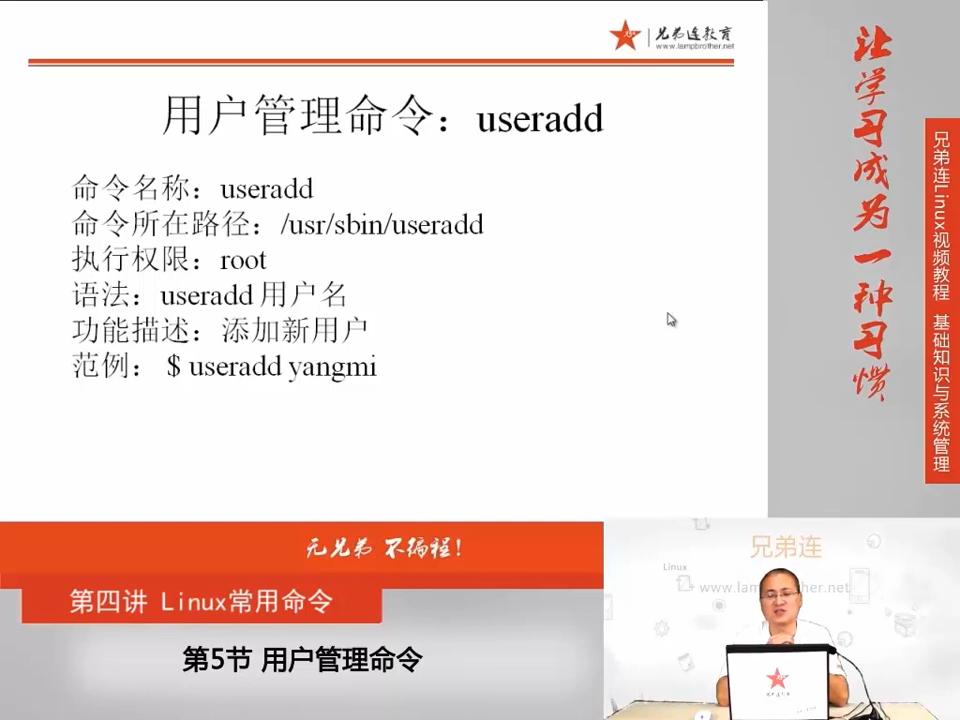 兄弟连教育
www.lampbrother.net
用户管理命令：useradd
命令名称：useradd
命令所在路径：/usr/sbin/useradd
执行权限：root
语法：useradd 用户名
功能描述：添加新用户
范例： $ useradd yangmi
让学习成为一种习惯
兄弟连Linux视频教程 基础知识与系统管理
无兄弟 不编程！
第四讲 Linux常用命令
第5节 用户管理命令
兄弟连
Linux